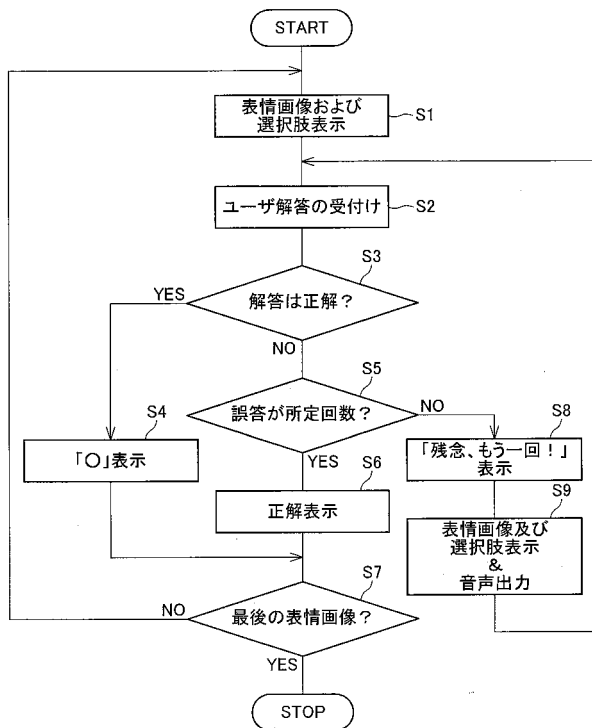 START
表情画像および
選択肢表示
S1
ユーザ解答の受付け
S2
S3
解答は正解？
YES
NO
S5
誤答が所定回数？
NO
YES
S4
「〇」表示
S6
正解表示
S8
「残念、もう一回！」
表示
S9
表情画像及び
選択肢表示
&
音声出力
S7
最後の表情画像？
NO
YES
STOP